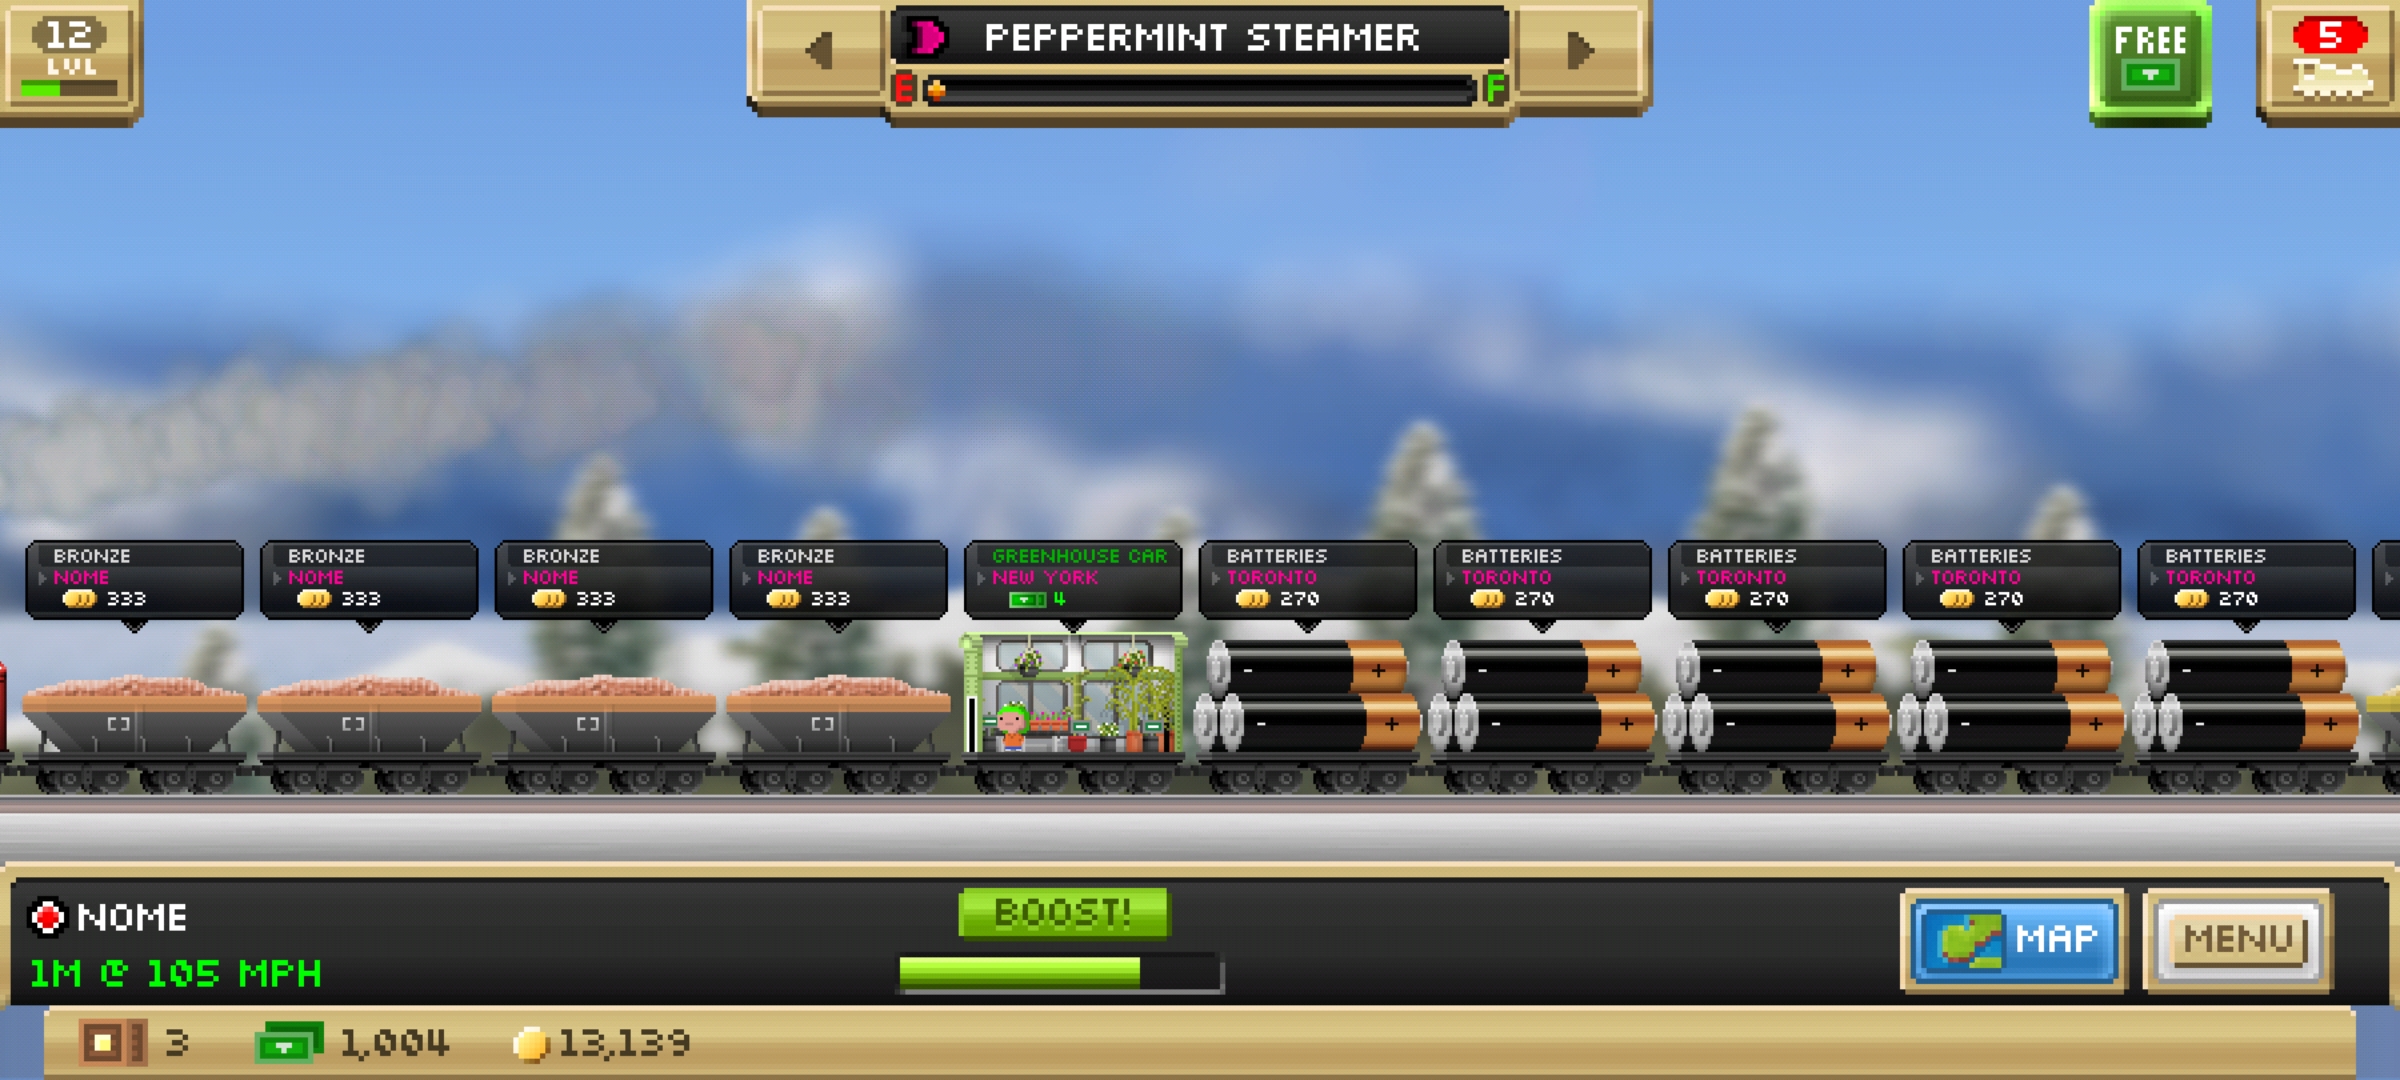 12
LVL
PEPPERMINT STEAMER
E F
FREE
5
BRONZE
NOME
333
BRONZE
NOME
333
BRONZE
NOME
333
BRONZE
NOME
333
GREENHOUSE CAR
NEW YORK
4
BATTERIES
TORONTO
270
BATTERIES
TORONTO
270
BATTERIES
TORONTO
270
BATTERIES
TORONTO
270
BATTERIES
TORONTO
270
- + - + - + - + - +
- + - + - + - + - +
NOME
1M @ 105 MPH
BOOST!
MAP
MENU
3
1,004
13,139